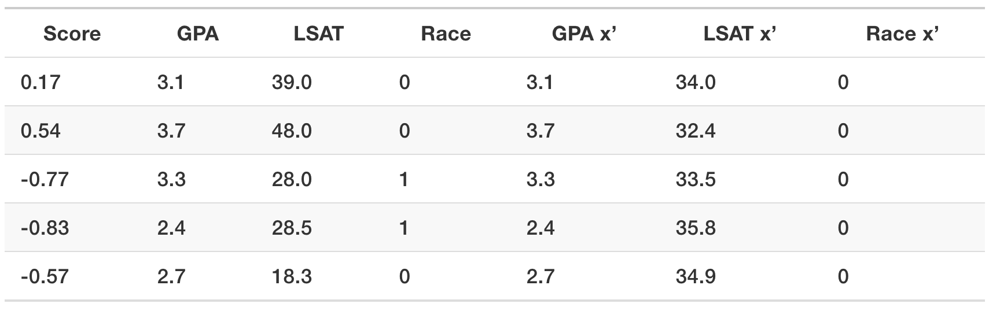 Score GPA LSAT Race GPA x’ LSAT x’ Race x’
0.17 3.1 39.0 0 3.1 34.0 0
0.54 3.7 48.0 0 3.7 32.4 0
-0.77 3.3 28.0 1 3.3 33.5 0
-0.83 2.4 28.5 1 2.4 35.8 0
-0.57 2.7 18.3 0 2.7 34.9 0